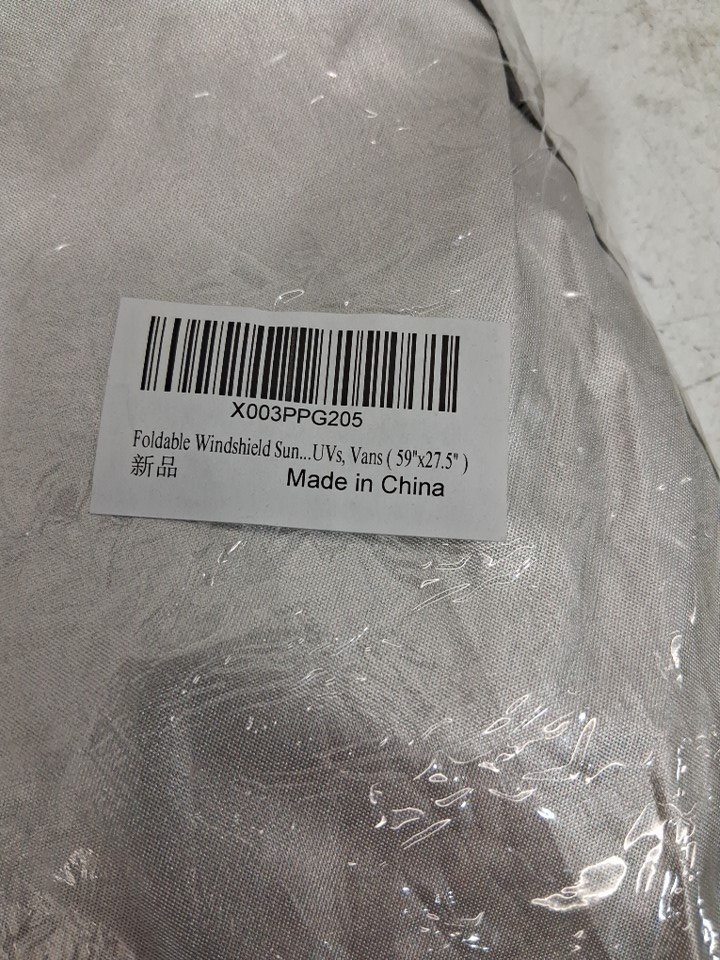 X003PPG205
Foldable Windshield Sun...UVs, Vans ( 59"x27.5" )
新品
Made in China